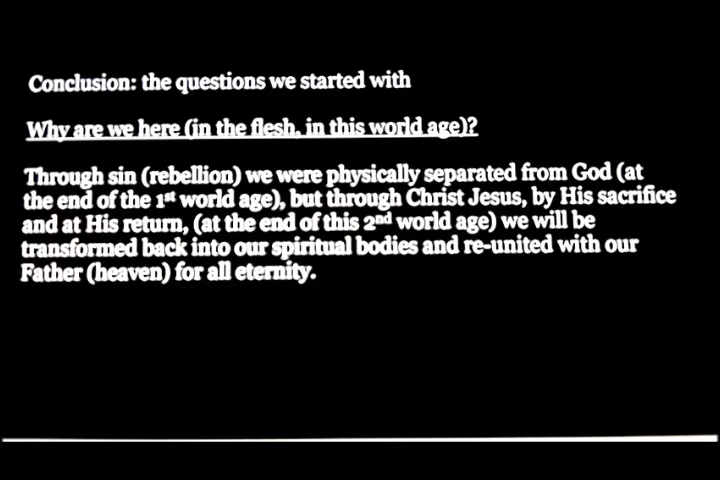 Conclusion: the questions we started with
Why are we here (in the flesh, in this world age)?
Through sin (rebellion) we were physically separated from God (at
the end of the 1st world age), but through Christ Jesus, by His sacrifice
and at His return, (at the end of this 2nd world age) we will be
transformed back into our spiritual bodies and re-united with our
Father (heaven) for all eternity.